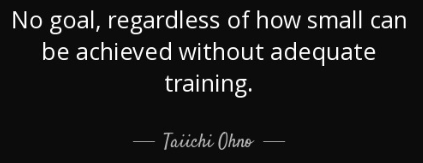 No goal, regardless of how small can
be achieved without adequate
training.
Taiichi Ohno